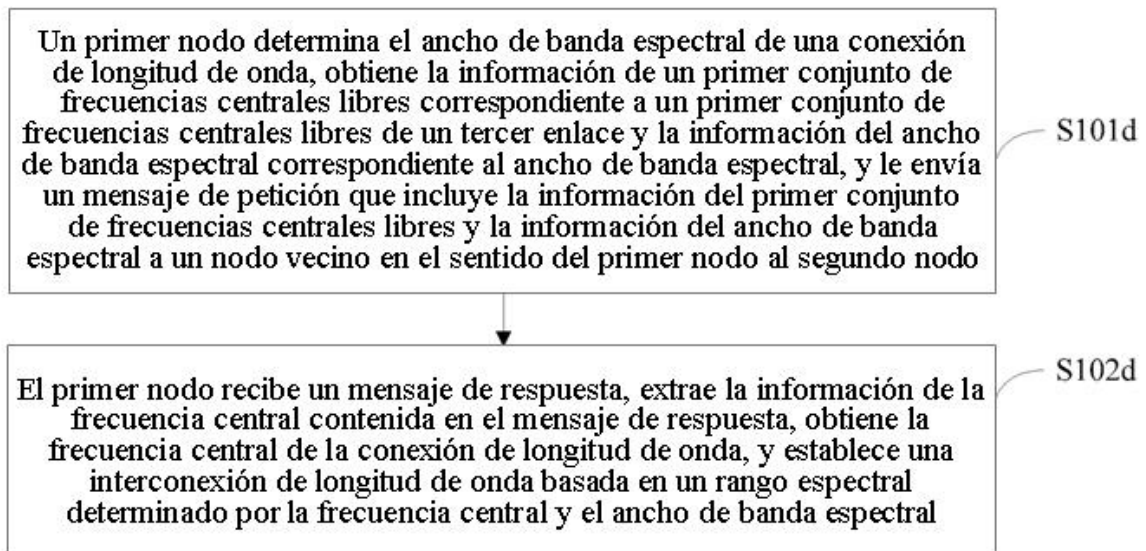 Un primer nodo determina el ancho de banda espectral de una conexión
de longitud de onda, obtiene la información de un primer conjunto de
frecuencias centrales libres correspondiente a un primer conjunto de
frecuencias centrales libres de un tercer enlace y la información del ancho
de banda espectral correspondiente al ancho de banda espectral, y le envía
un mensaje de petición que incluye la información del primer conjunto
de frecuencias centrales libres y la información del ancho de banda
espectral a un nodo vecino en el sentido del primer nodo al segundo nodo
S101d
El primer nodo recibe un mensaje de respuesta, extrae la información de la
frecuencia central contenida en el mensaje de respuesta, obtiene la
frecuencia central de la conexión de longitud de onda, y establece una
interconexión de longitud de onda basada en un rango espectral
determinado por la frecuencia central y el ancho de banda espectral
S102d